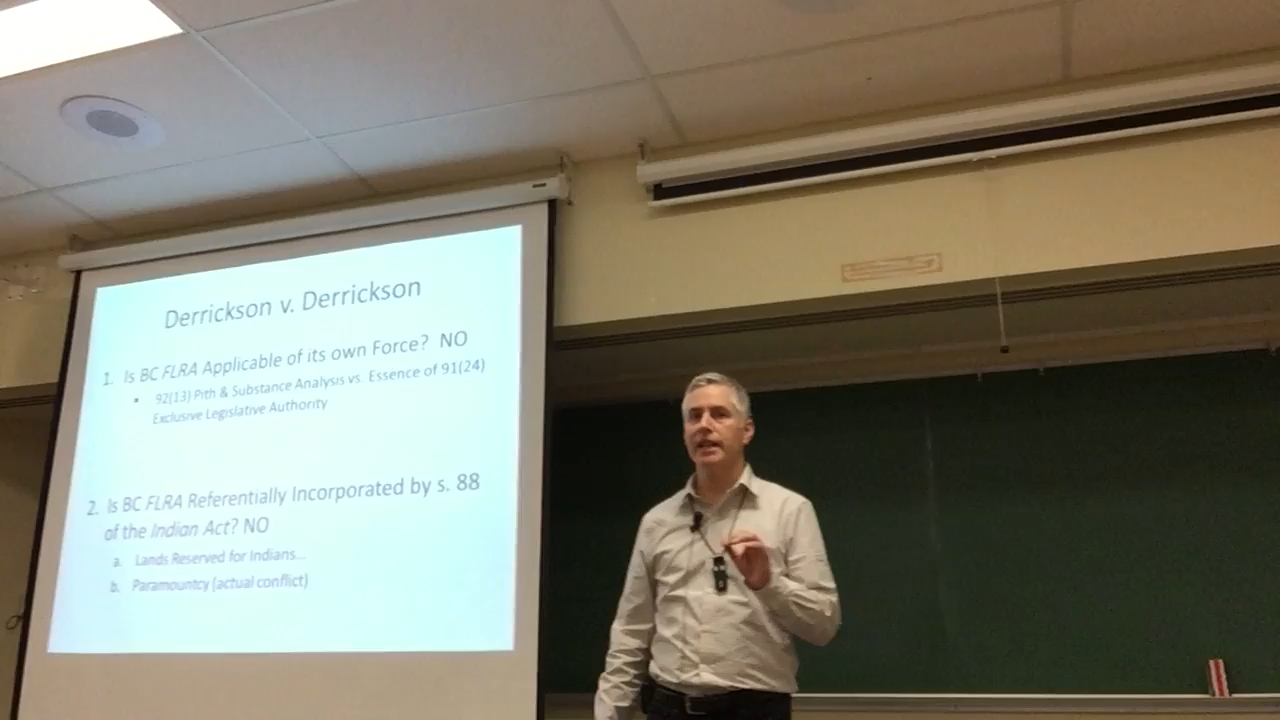 Derrickson v. Derrickson
1. Is BC FLRA Applicable of its own Force? NO
▪ 92(13) Pith & Substance Analysis vs. Essence of 91(24)
Exclusive Legislative Authority
2. Is BC FLRA Referentially Incorporated by s. 88
of the Indian Act? NO
a. Lands Reserved for Indians...
b. Paramountcy (actual conflict)